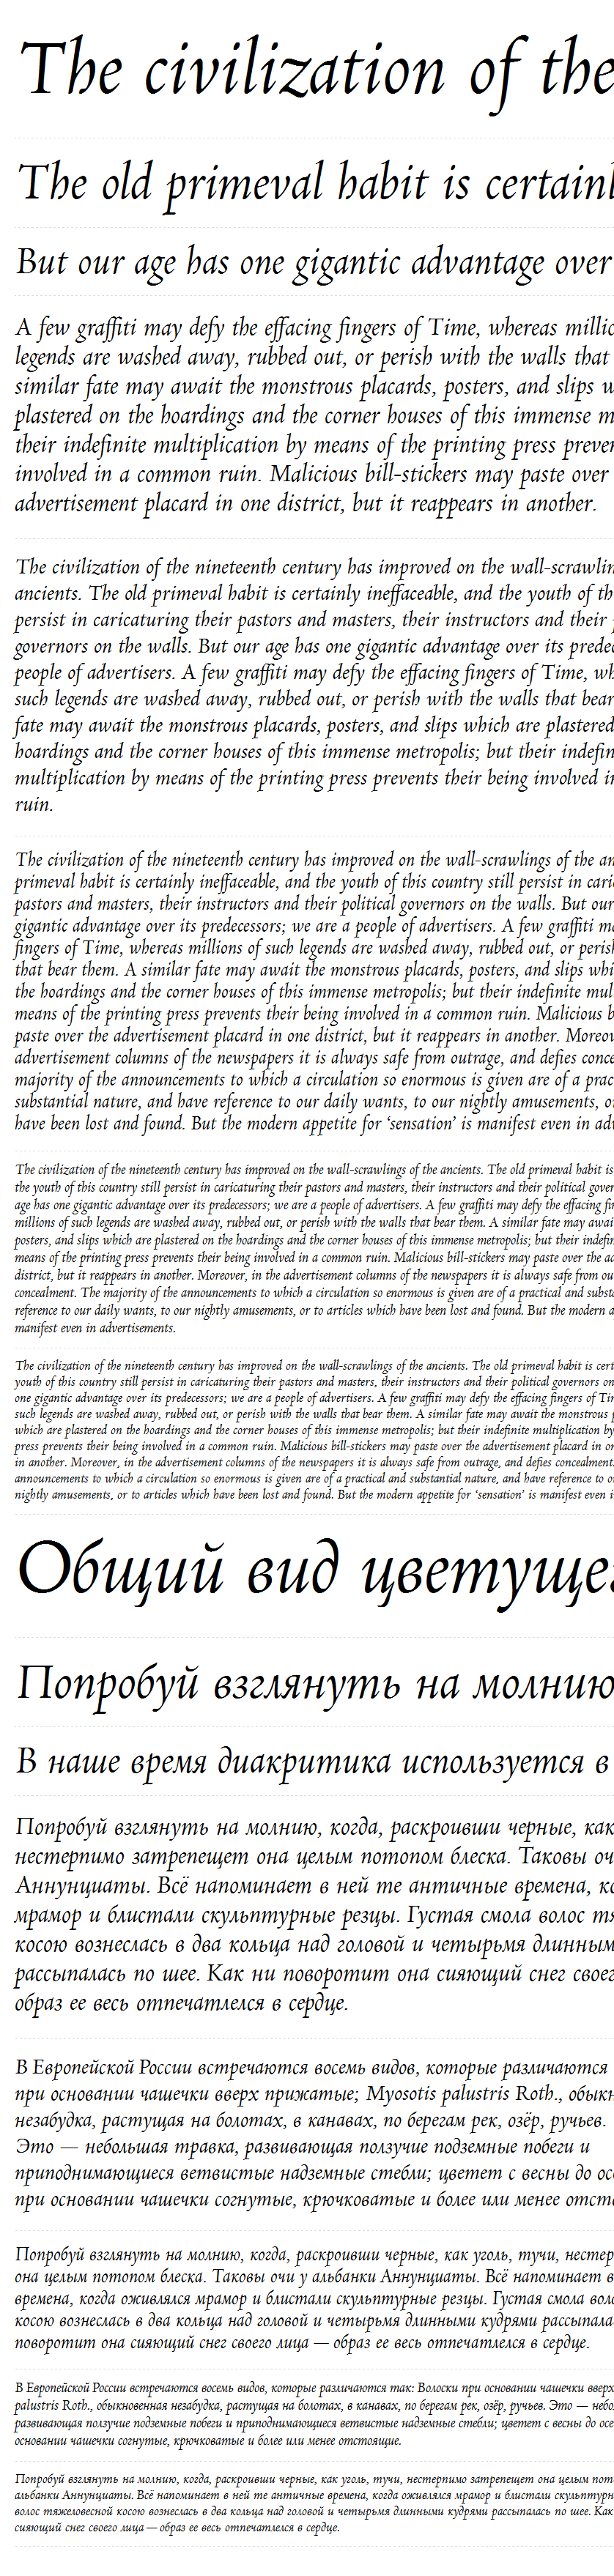 The civilization of the
The old primeval habit is certainl
But our age has one gigantic advantage over
A few graffiti may defy the effacing fingers of Time, whereas millio
legends are washed away, rubbed out, or perish with the walls that
similar fate may await the monstrous placards, posters, and slips w
plastered on the hoardings and the corner houses of this immense m
their indefinite multiplication by means of the printing press preven
involved in a common ruin. Malicious bill-stickers may paste over
advertisement placard in one district, but it reappears in another.
The civilization of the nineteenth century has improved on the wall-scrawlin
ancients. The old primeval habit is certainly ineffaceable, and the youth of th
persist in caricaturing their pastors and masters, their instructors and their p
governors on the walls. But our age has one gigantic advantage over its predec
people of advertisers. A few graffiti may defy the effacing fingers of Time, wh
such legends are washed away, rubbed out, or perish with the walls that bear
fate may await the monstrous placards, posters, and slips which are plastered
hoardings and the corner houses of this immense metropolis; but their indefin
multiplication by means of the printing press prevents their being involved in
ruin.
The civilization of the nineteenth century has improved on the wall-scrawlings of the an
primeval habit is certainly ineffaceable, and the youth of this country still persist in cari
pastors and masters, their instructors and their political governors on the walls. But our
gigantic advantage over its predecessors; we are a people of advertisers. A few graffiti ma
fingers of Time, whereas millions of such legends are washed away, rubbed out, or perish
that bear them. A similar fate may await the monstrous placards, posters, and slips whi
the hoardings and the corner houses of this immense metropolis; but their indefinite mul
means of the printing press prevents their being involved in a common ruin. Malicious b
paste over the advertisement placard in one district, but it reappears in another. Moreov
advertisement columns of the newspapers it is always safe from outrage, and defies conce
majority of the announcements to which a circulation so enormous is given are of a prac
substantial nature, and have reference to our daily wants, to our nightly amusements, o
have been lost and found. But the modern appetite for ‘sensation’ is manifest even in adv
The civilization of the nineteenth century has improved on the wall-scrawlings of the ancients. The old primeval habit is
the youth of this country still persist in caricaturing their pastors and masters, their instructors and their political gover
age has one gigantic advantage over its predecessors; we are a people of advertisers. A few graffiti may defy the effacing fin
millions of such legends are washed away, rubbed out, or perish with the walls that bear them. A similar fate may awai
posters, and slips which are plastered on the hoardings and the corner houses of this immense metropolis; but their indefin
means of the printing press prevents their being involved in a common ruin. Malicious bill-stickers may paste over the ad
district, but it reappears in another. Moreover, in the advertisement columns of the newspapers it is always safe from ou
concealment. The majority of the announcements to which a circulation so enormous is given are of a practical and subst
reference to our daily wants, to our nightly amusements, or to articles which have been lost and found. But the modern a
manifest even in advertisements.
The civilization of the nineteenth century has improved on the wall-scrawlings of the ancients. The old primeval habit is cert
youth of this country still persist in caricaturing their pastors and masters, their instructors and their political governors on
one gigantic advantage over its predecessors; we are a people of advertisers. A few graffiti may defy the effacing fingers of Tim
such legends are washed away, rubbed out, or perish with the walls that bear them. A similar fate may await the monstrous p
which are plastered on the hoardings and the corner houses of this immense metropolis; but their indefinite multiplication by
press prevents their being involved in a common ruin. Malicious bill-stickers may paste over the advertisement placard in on
in another. Moreover, in the advertisement columns of the newspapers it is always safe from outrage, and defies concealment.
announcements to which a circulation so enormous is given are of a practical and substantial nature, and have reference to o
nightly amusements, or to articles which have been lost and found. But the modern appetite for ‘sensation’ is manifest even i
Общий вид цветущег
Попробуй взглянуть на молнию
В наше время диакритика используется в
Попробуй взглянуть на молнию, когда, раскроивши черные, как
нестерпимо затрепещет она целым потопом блеска. Таковы оч
Аннунциаты. Всё напоминает в ней те античные времена, ко
мрамор и блистали скульптурные резцы. Густая смола волос тя
косою вознеслась в два кольца над головой и четырьмя длинным
рассыпалась по шее. Как ни поворотит она сияющий снег своег
образ ее весь отпечатлелся в сердце.
В Европейской России встречаются восемь видов, которые различаются
при основании чашечки вверх прижатые; Myosotis palustris Roth., обыкн
незабудка, растущая на болотах, в канавах, по берегам рек, озёр, ручьев.
Это — небольшая травка, развивающая ползучие подземные побеги и
приподнимающиеся ветвистые надземные стебли; цветет с весны до осе
при основании чашечки согнутые, крючковатые и более или менее отсто
Попробуй взглянуть на молнию, когда, раскроивши черные, как уголь, тучи, нестер
она целым потопом блеска. Таковы очи у альбанки Аннунциаты. Всё напоминает в
времена, когда оживлялся мрамор и блистали скульптурные резцы. Густая смола воло
косою вознеслась в два кольца над головой и четырьмя длинными кудрями рассыпала
поворотит она сияющий снег своего лица — образ ее весь отпечатлелся в сердце.
В Европейской России встречаются восемь видов, которые различаются так: Волоски при основании чашечки вверх
palustris Roth., обыкновенная незабудка, растущая на болотах, в канавах, по берегам рек, озёр, ручьев. Это — небо
развивающая ползучие подземные побеги и приподнимающиеся ветвистые надземные стебли; цветет с весны до осе
основании чашечки согнутые, крючковатые и более или менее отстоящие.
Попробуй взглянуть на молнию, когда, раскроивши черные, как уголь, тучи, нестерпимо затрепещет она целым пот
альбанки Аннунциаты. Всё напоминает в ней те античные времена, когда оживлялся мрамор и блистали скульптурн
волос тяжеловесной косою вознеслась в два кольца над головой и четырьмя длинными кудрями рассыпалась по шее. Как
сияющий снег своего лица — образ ее весь отпечатлелся в сердце.